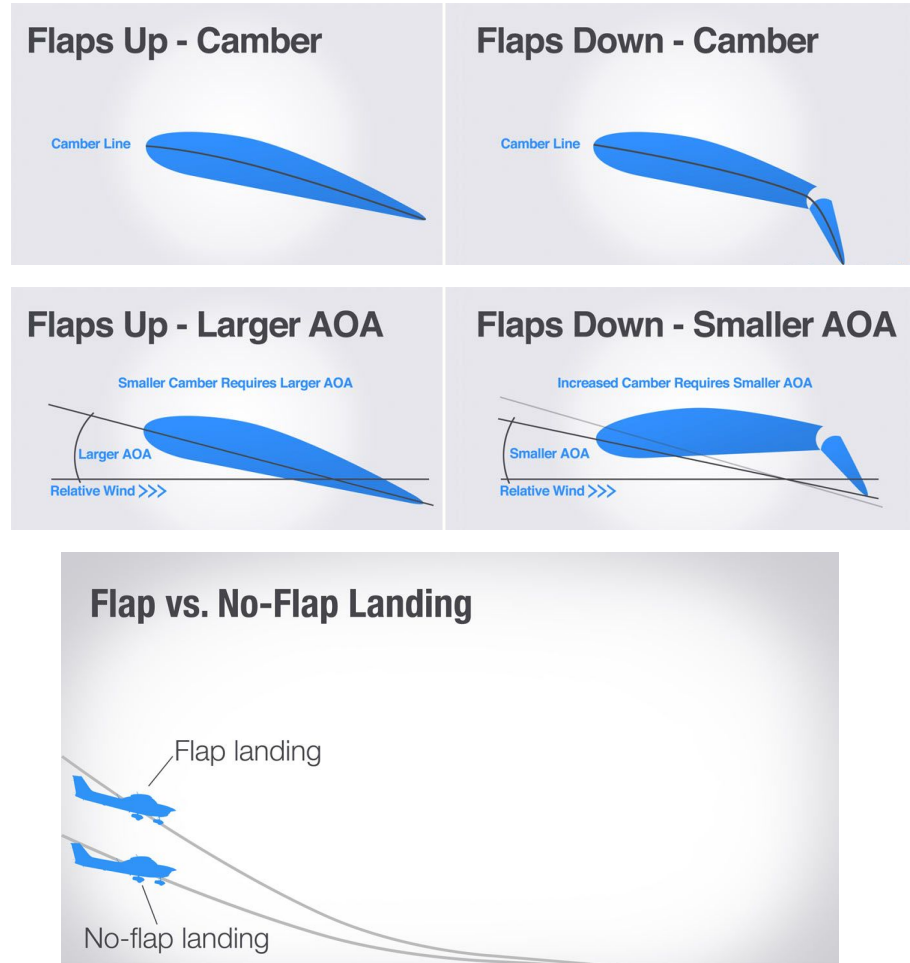 Flaps Up - Camber
Camber Line
Flaps Down - Camber
Camber Line
Flaps Up - Larger AOA
Smaller Camber Requires Larger AOA
Larger AOA
Relative Wind >>>
Flaps Down - Smaller AOA
Increased Camber Requires Smaller AOA
Smaller AOA
Relative Wind >>>
Flap vs. No-Flap Landing
Flap landing
No-flap landing